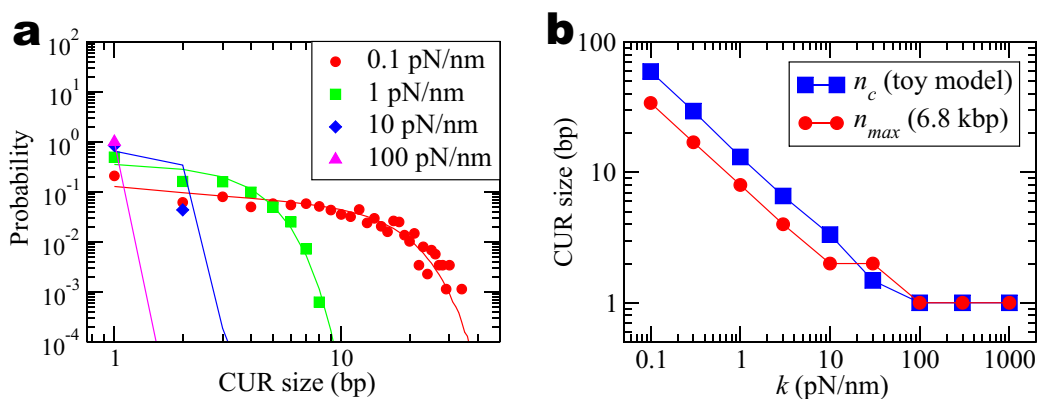 a
10^2
10^1
10^0
10^-1
10^-2
10^-3
10^-4
Probability
1
10
CUR size (bp)
0.1 pN/nm
1 pN/nm
10 pN/nm
100 pN/nm
b
100
10
1
CUR size (bp)
0.1
1
10
100
1000
k (pN/nm)
n_c (toy model)
n_max (6.8 kbp)